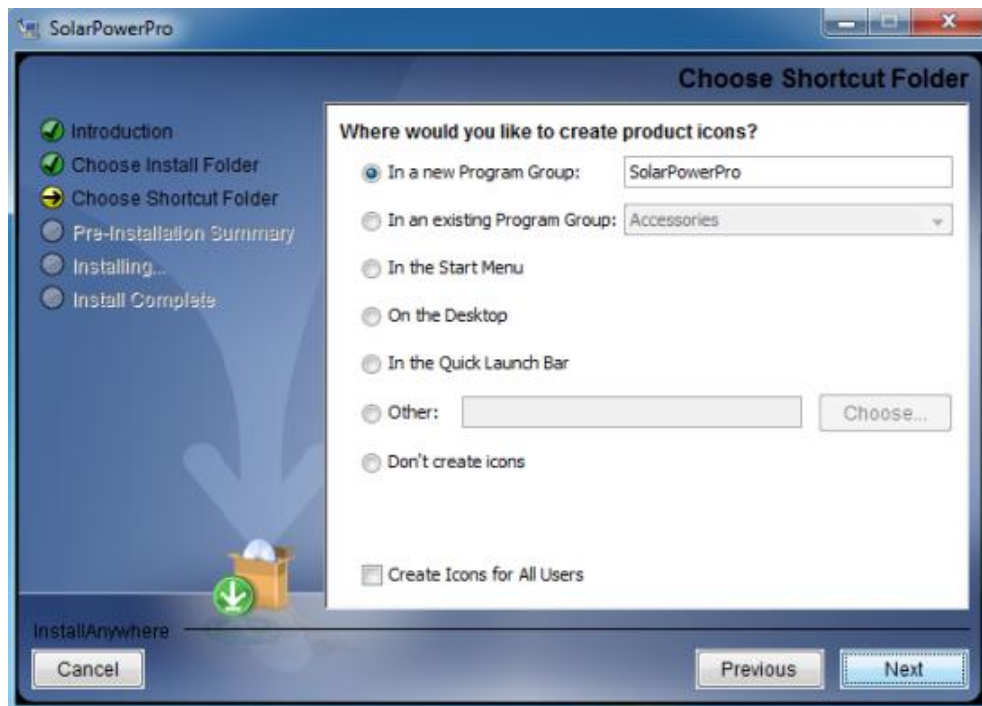 SolarPowerPro
Choose Shortcut Folder
Introduction
Choose Install Folder
Choose Shortcut Folder
Pre-Installation Summary
Installing...
Install Complete
Where would you like to create product icons?
In a new Program Group: SolarPowerPro
In an existing Program Group: Accessories
In the Start Menu
On the Desktop
In the Quick Launch Bar
Other: Choose...
Don't create icons
Create Icons for All Users
InstallAnywhere
Cancel Previous Next